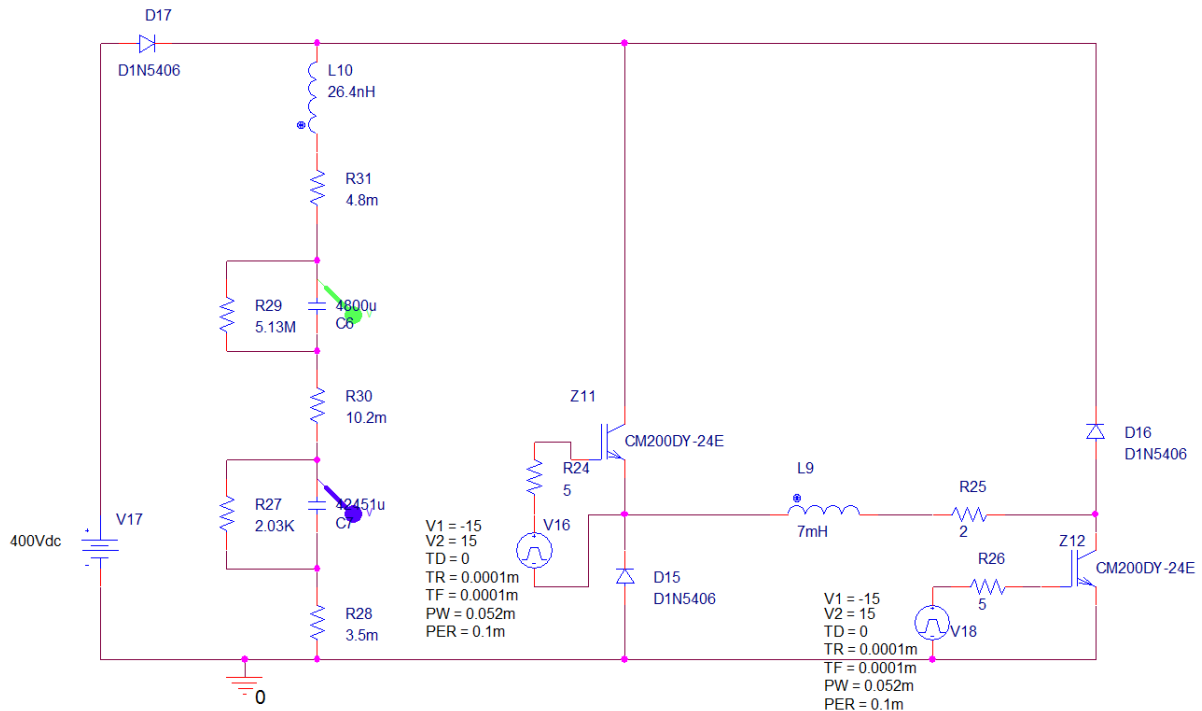 D17
D1N5406
L10
26.4nH
R31
4.8m
R29
5.13M
4800u
C6
R30
10.2m
R27
2.03K
42451u
C7
R28
3.5m
V17
400Vdc
+
-
0
Z11
CM200DY-24E
R24
5
V16
V1 = -15
V2 = 15
TD = 0
TR = 0.0001m
TF = 0.0001m
PW = 0.052m
PER = 0.1m
D15
D1N5406
L9
7mH
R25
2
D16
D1N5406
Z12
CM200DY-24E
R26
5
V18
V1 = -15
V2 = 15
TD = 0
TR = 0.0001m
TF = 0.0001m
PW = 0.052m
PER = 0.1m